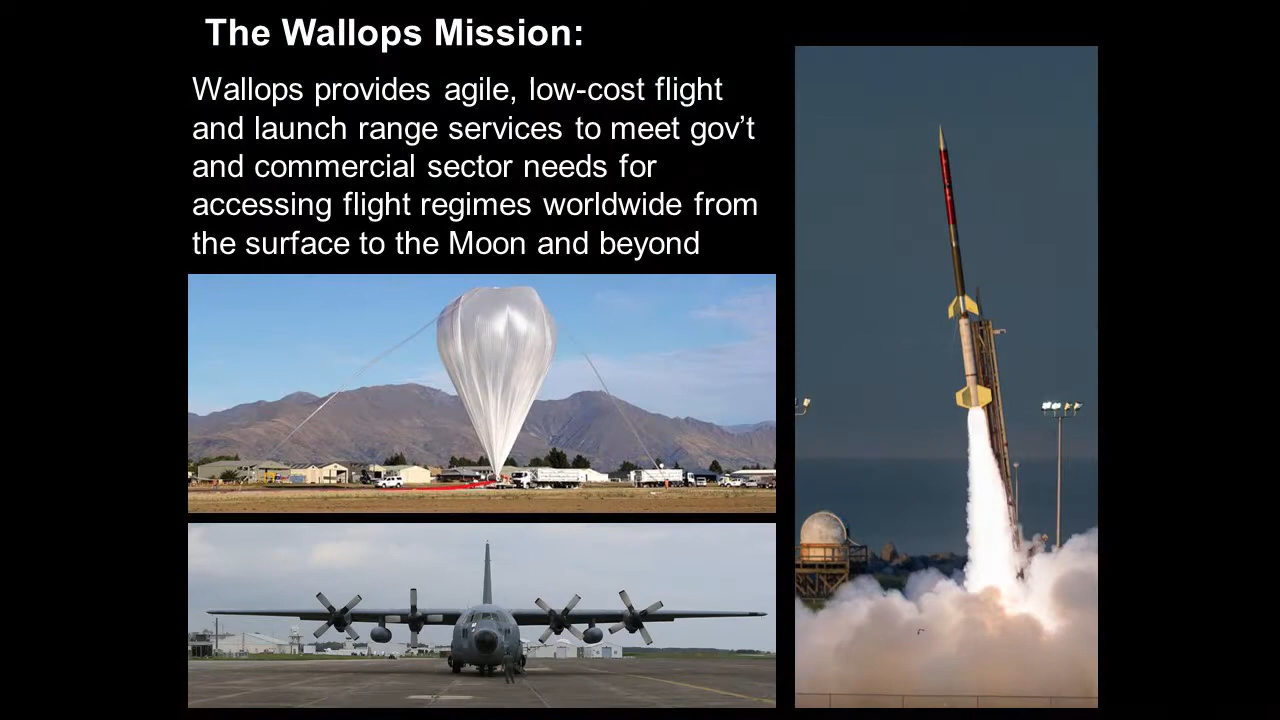 The Wallops Mission:
Wallops provides agile, low-cost flight
and launch range services to meet gov’t
and commercial sector needs for
accessing flight regimes worldwide from
the surface to the Moon and beyond